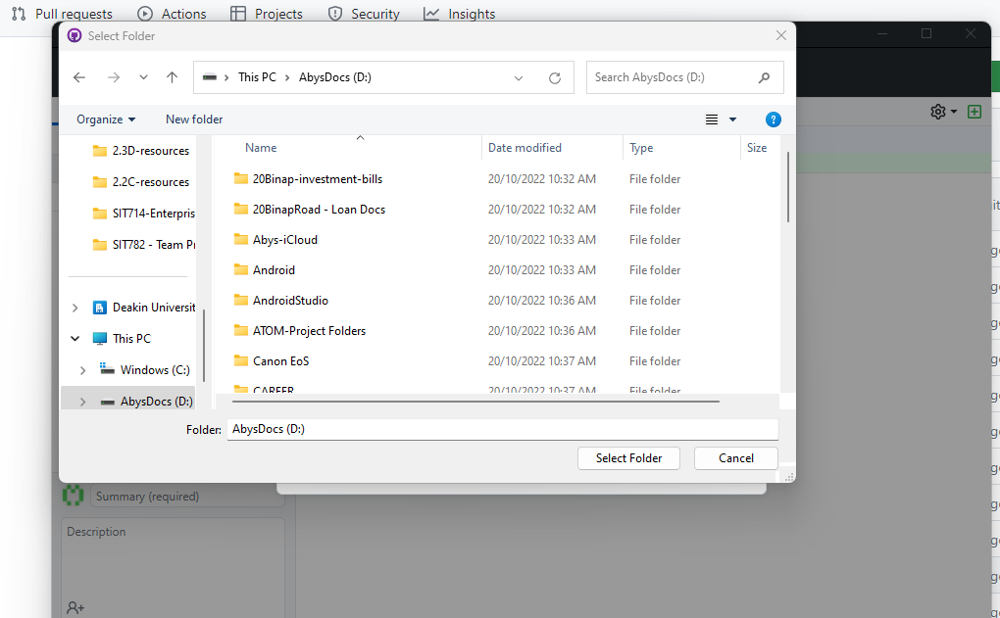 Pull requests Actions Projects Security Insights
Select Folder
This PC AbysDocs (D:) Search AbysDocs (D:)
Organize New folder
Name Date modified Type Size
2.3D-resources
2.2C-resources
SIT714-Enterpris
SIT782 - Team Pr
Deakin Universit
This PC
Windows (C:)
AbysDocs (D:)
20Binap-investment-bills 20/10/2022 10:32 AM File folder
20BinapRoad - Loan Docs 20/10/2022 10:32 AM File folder
Abys-iCloud 20/10/2022 10:33 AM File folder
Android 20/10/2022 10:33 AM File folder
AndroidStudio 20/10/2022 10:36 AM File folder
ATOM-Project Folders 20/10/2022 10:36 AM File folder
Canon EoS 20/10/2022 10:37 AM File folder
CAREER 20/10/2022 10:37 AM File folder
Folder: AbysDocs (D:)
Select Folder Cancel
Summary (required)
Description